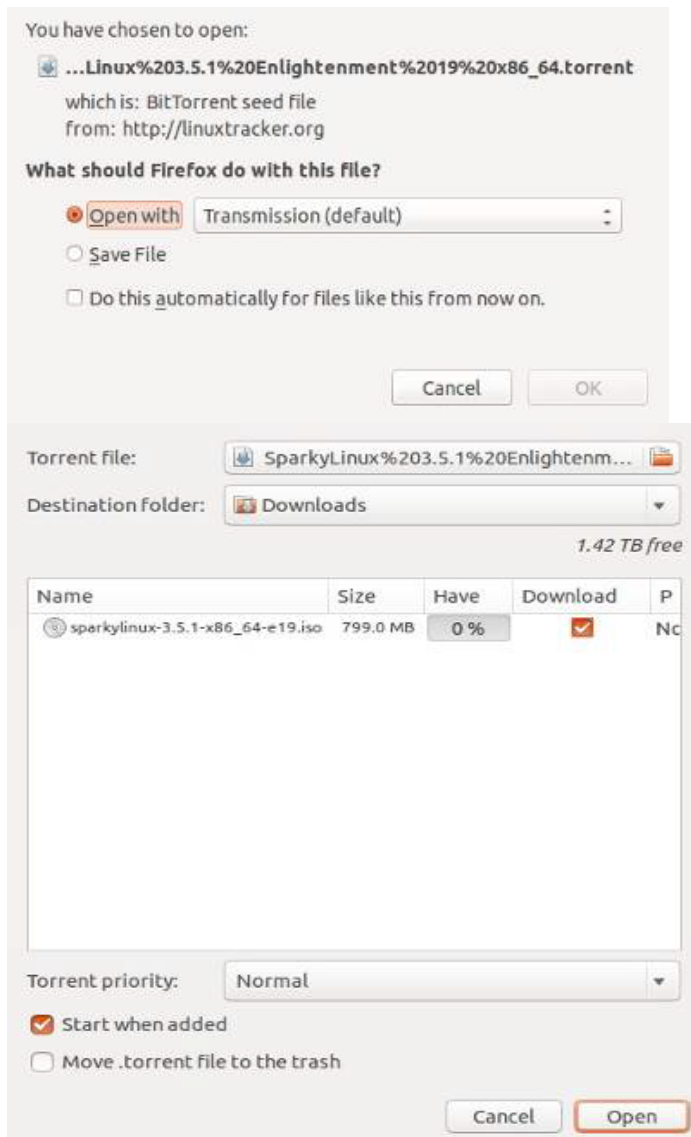 You have chosen to open:
...Linux%203.5.1%20Enlightenment%2019%20x86_64.torrent
which is: BitTorrent seed file
from: http://linuxtracker.org
What should Firefox do with this file?
Open with Transmission (default)
Save File
Do this automatically for files like this from now on.
Cancel OK
Torrent file: SparkyLinux%203.5.1%20Enlightenm...
Destination folder: Downloads
1.42 TB free
Name Size Have Download P
sparkylinux-3.5.1-x86_64-e19.iso 799.0 MB 0 % Nc
Torrent priority: Normal
Start when added
Move .torrent file to the trash
Cancel Open